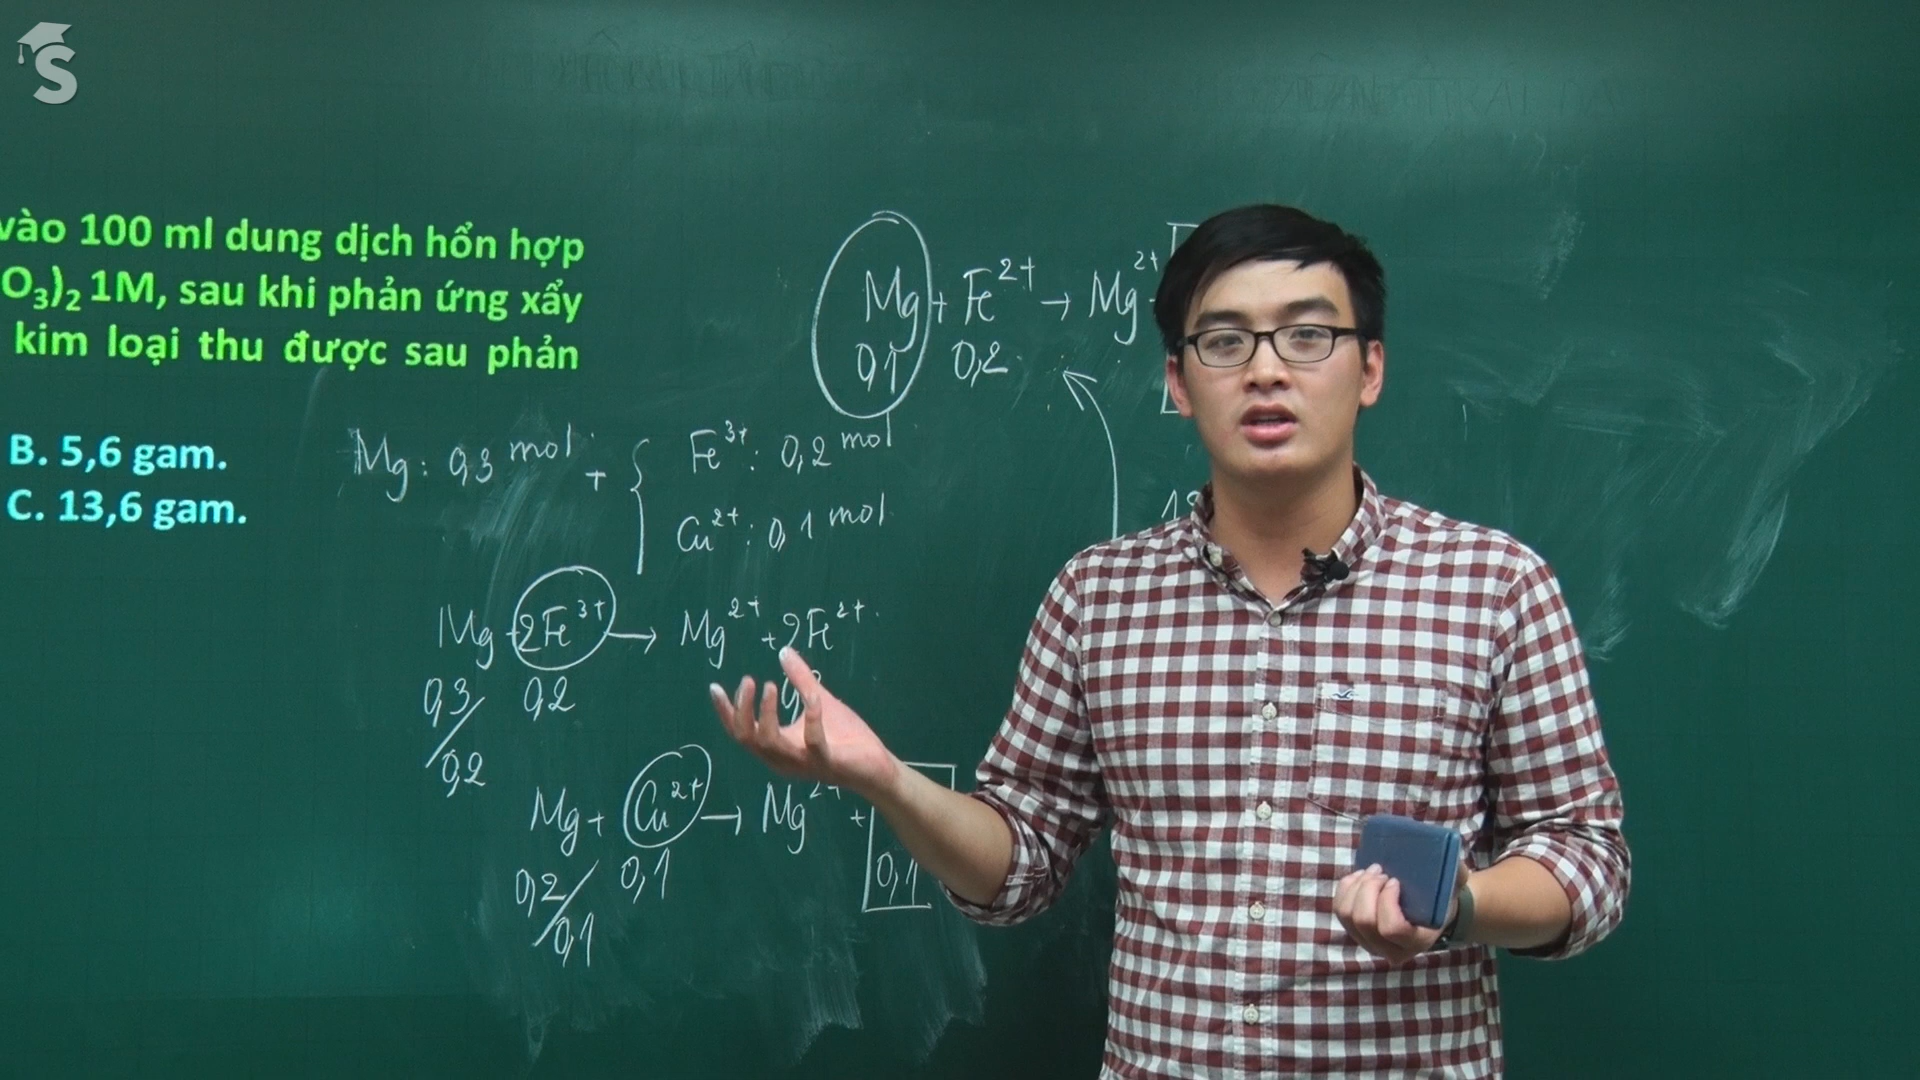 S
vào 100 ml dung dịch hổn hợp
O₃)₂ 1M, sau khi phản ứng xẩy
kim loại thu được sau phản
B. 5,6 gam.
C. 13,6 gam.
Mg + Fe²⁺ → Mg²⁺
0,1 0,2
Mg: 0,3 mol + { Fe³⁺: 0,2 mol
Cu²⁺: 0,1 mol
Mg + 2Fe³⁺ → Mg²⁺ + 2Fe²⁺
0,3 0,2
0,2
Mg + Cu²⁺ → Mg²⁺ +
0,2 0,1 0,1
0,1